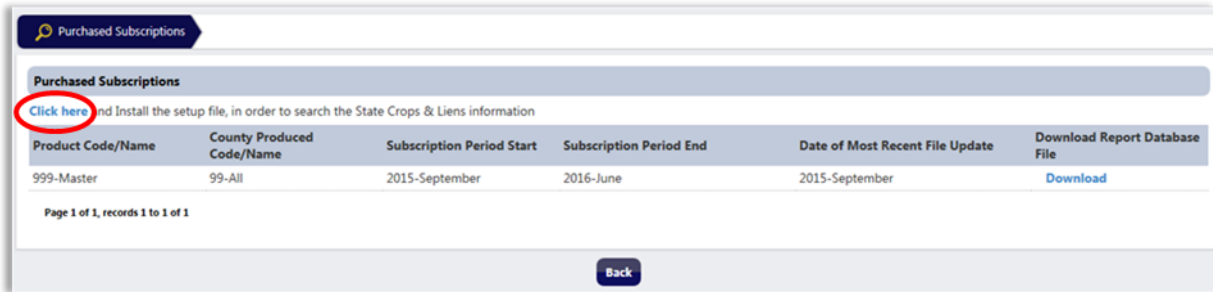 Purchased Subscriptions
Purchased Subscriptions
Click here and Install the setup file, in order to search the State Crops & Liens information
Product Code/Name County Produced Code/Name Subscription Period Start Subscription Period End Date of Most Recent File Update Download Report Database File
999-Master 99-All 2015-September 2016-June 2015-September Download
Page 1 of 1, records 1 to 1 of 1
Back